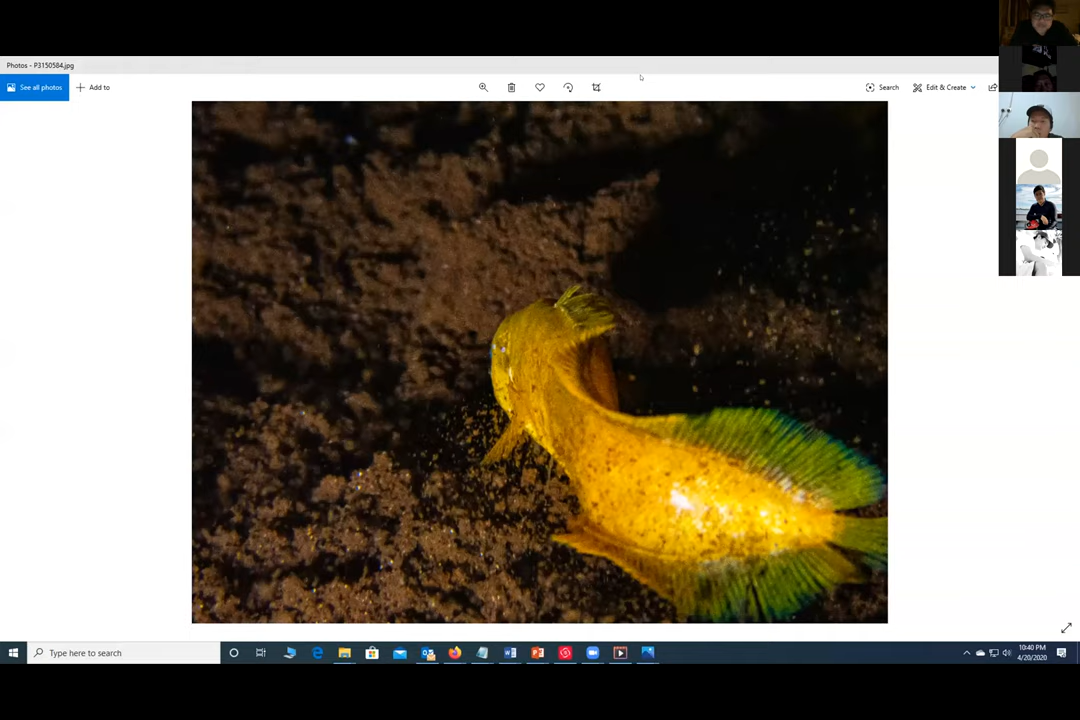 Photos - P3150584.jpg
See all photos
Add to
Search
Edit & Create
Type here to search
10:40 PM
4/20/2020